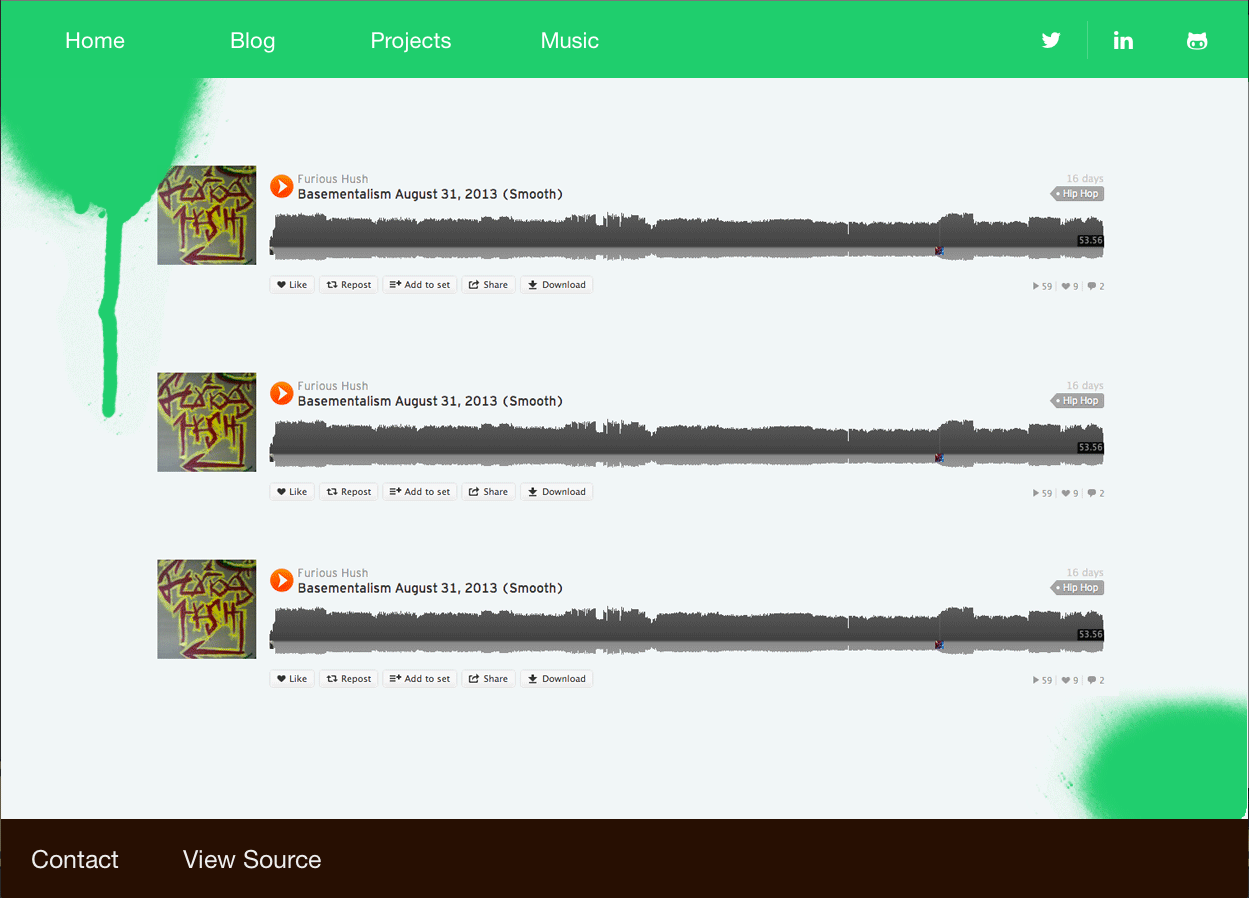 Home Blog Projects Music in
Furious Hush 16 days
Basementalism August 31, 2013 (Smooth) Hip Hop
53.56
Like Repost Add to set Share Download 59 9 2
Furious Hush 16 days
Basementalism August 31, 2013 (Smooth) Hip Hop
53.56
Like Repost Add to set Share Download 59 9 2
Furious Hush 16 days
Basementalism August 31, 2013 (Smooth) Hip Hop
53.56
Like Repost Add to set Share Download 59 9 2
Contact View Source